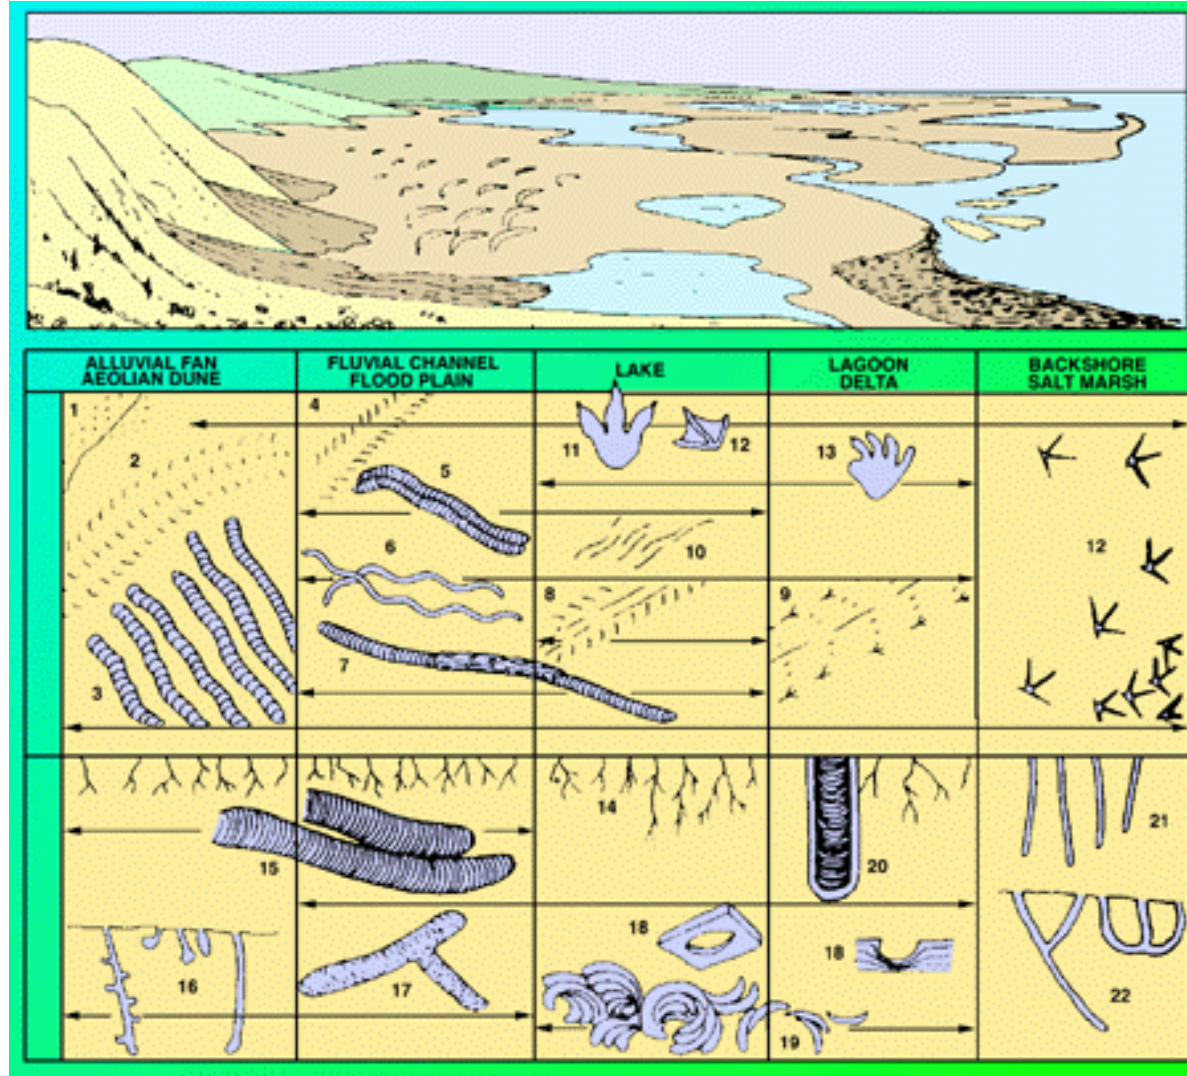 ALLUVIAL FAN
AEOLIAN DUNE
FLUVIAL CHANNEL
FLOOD PLAIN
LAKE
LAGOON
DELTA
BACKSHORE
SALT MARSH
1
4
2
11
12
13
5
6
10
12
8
9
7
3
14
21
15
20
18
18
16
17
22
19